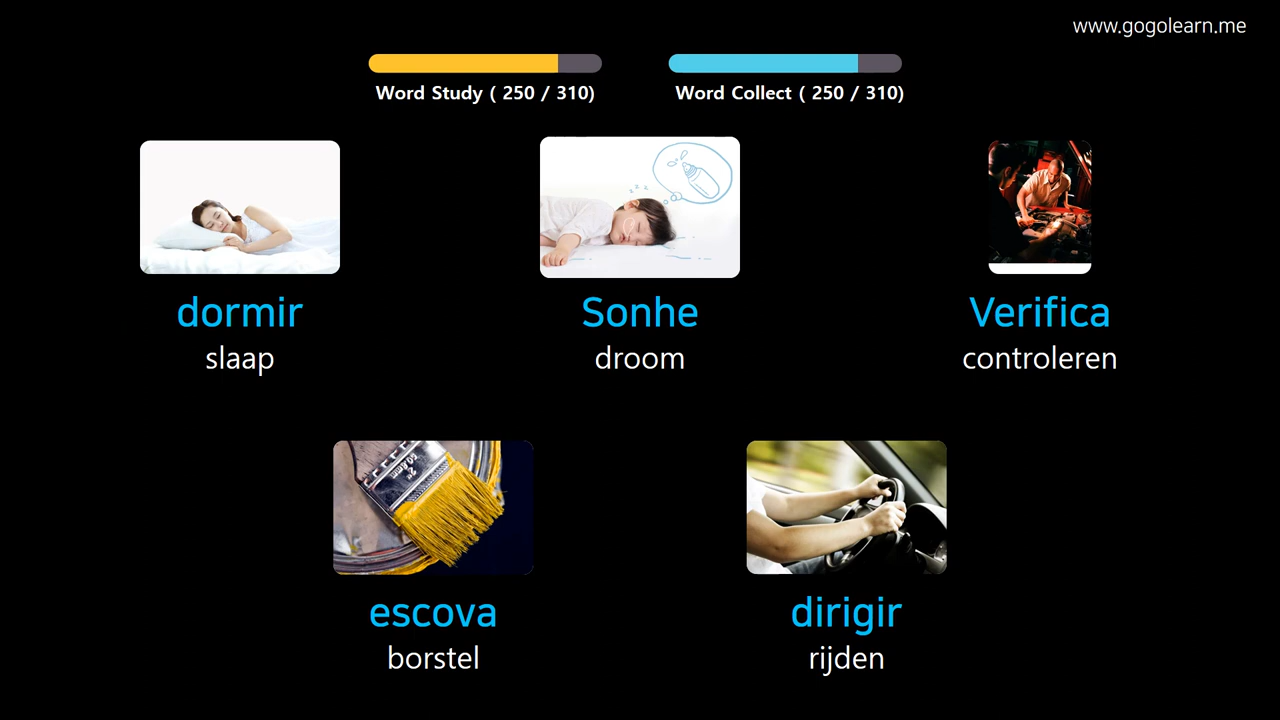 www.gogolearn.me
Word Study ( 250 / 310)
Word Collect ( 250 / 310)
dormir
slaap
Sonhe
droom
Verifica
controleren
escova
borstel
dirigir
rijden